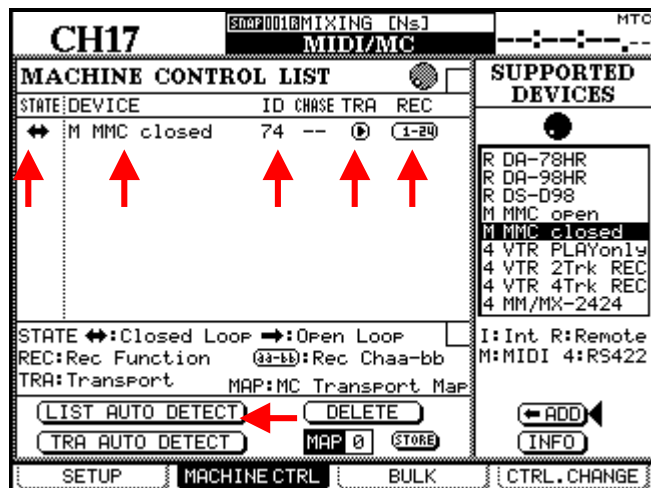 CH17
SNAP001 MIXING [Ns]
MIDI/MC
MTC
--:--:--.--
MACHINE CONTROL LIST
STATE DEVICE ID CHASE TRA REC
M MMC closed 74 -- 1-24
SUPPORTED
DEVICES
R DA-78HR
R DA-98HR
R DS-D98
M MMC open
M MMC closed
4 VTR PLAYonly
4 VTR 2Trk REC
4 VTR 4Trk REC
4 MM/MX-2424
STATE ↔:Closed Loop ➡:Open Loop
REC:Rec Function (aa-bb):Rec Chaa-bb
TRA:Transport MAP:MC Transport Map
I:Int R:Remote
M:MIDI 4:RS422
LIST AUTO DETECT DELETE
TRA AUTO DETECT MAP 0 STORE
←ADD
INFO
SETUP MACHINE CTRL BULK CTRL.CHANGE